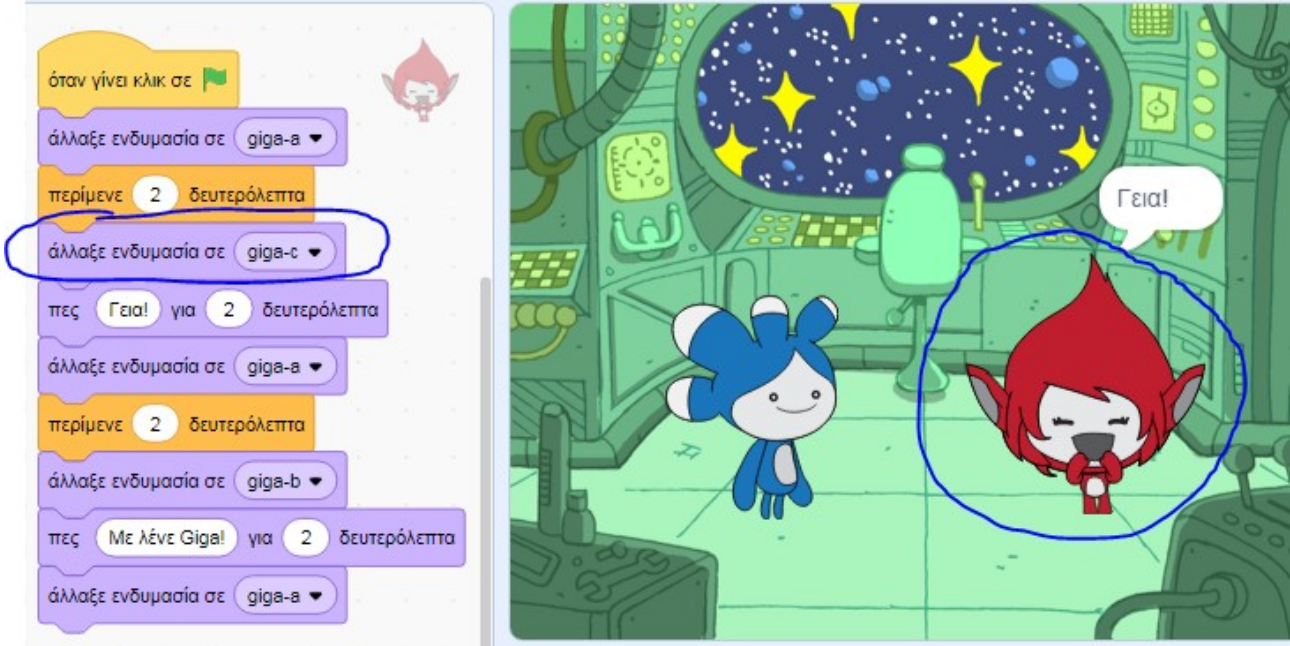 όταν γίνει κλικ σε
άλλαξε ενδυμασία σε giga-a
περίμενε 2 δευτερόλεπτα
άλλαξε ενδυμασία σε giga-c
πες Γεια! για 2 δευτερόλεπτα
άλλαξε ενδυμασία σε giga-a
περίμενε 2 δευτερόλεπτα
άλλαξε ενδυμασία σε giga-b
πες Με λένε Giga! για 2 δευτερόλεπτα
άλλαξε ενδυμασία σε giga-a
Γεια!